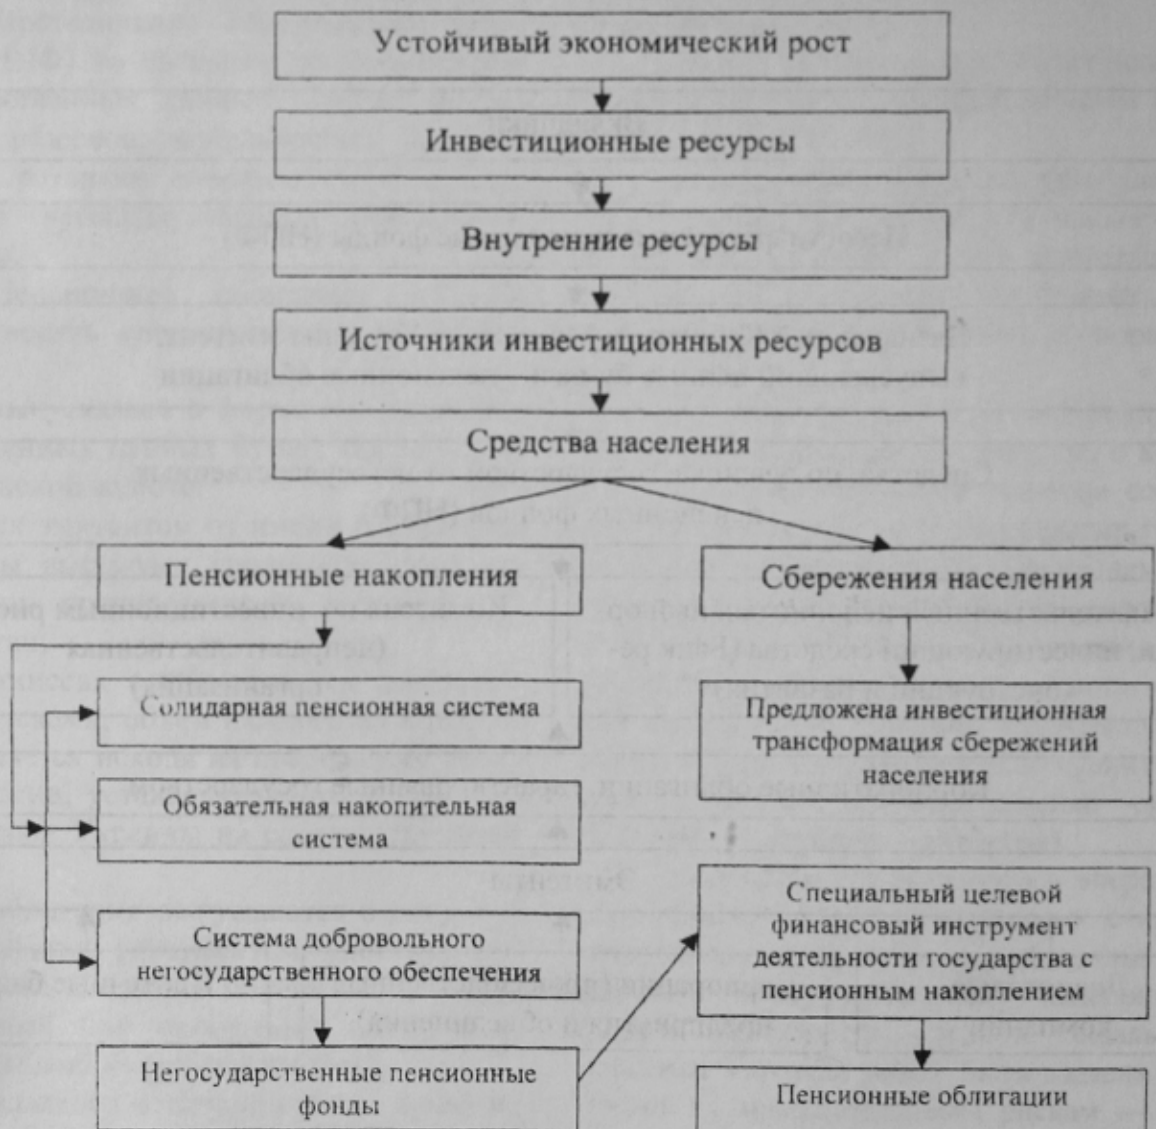 Устойчивый экономический рост
Инвестиционные ресурсы
Внутренние ресурсы
Источники инвестиционных ресурсов
Средства населения
Пенсионные накопления
Сбережения населения
Солидарная пенсионная система
Предложена инвестиционная
трансформация сбережений
населения
Обязательная накопительная
система
Система добровольного
негосударственного обеспечения
Специальный целевой
финансовый инструмент
деятельности государства с
пенсионным накоплением
Негосударственные пенсионные
фонды
Пенсионные облигации